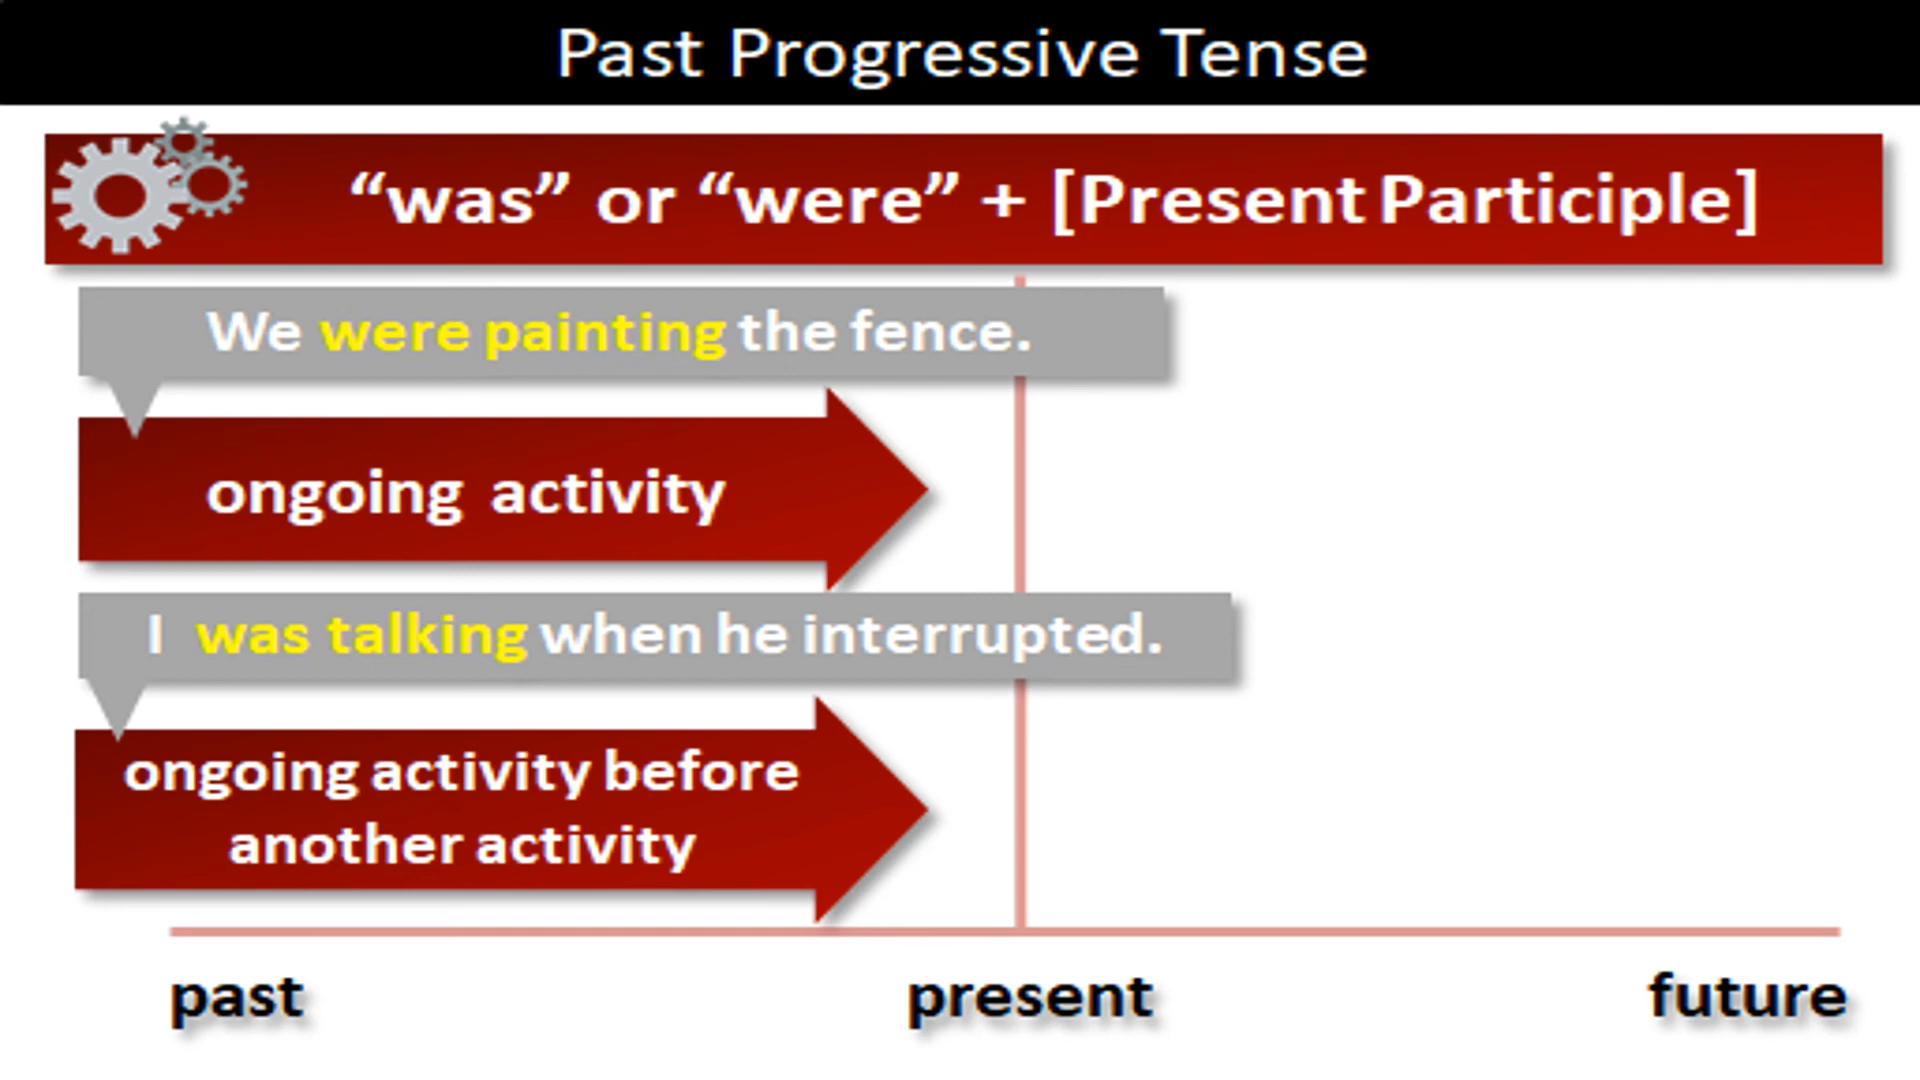 Past Progressive Tense
“was” or “were” + [Present Participle]
We were painting the fence.
ongoing activity
I was talking when he interrupted.
ongoing activity before
another activity
past present future